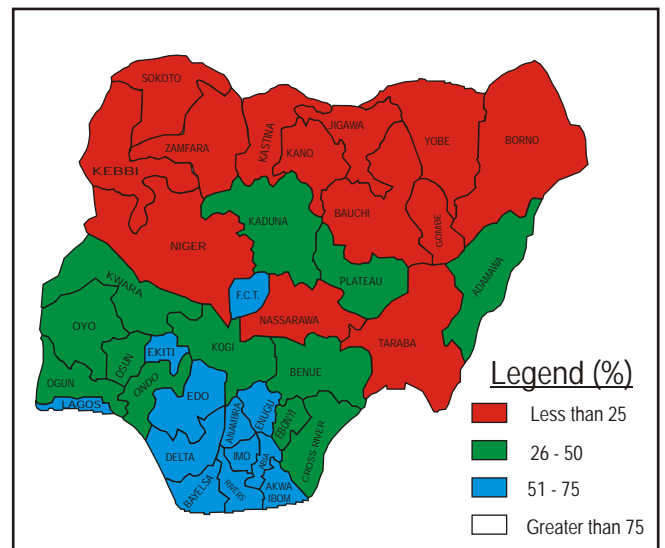 SOKOTO
JIGAWA
YOBE
BORNO
KASTINA
ZAMFARA
KANO
KEBBI
BAUCHI
GOMBE
KADUNA
NIGER
PLATEAU
ADAMAWA
KWARA
F.C.T.
NASSARAWA
TARABA
OYO
OSUN
EKITI
KOGI
BENUE
OGUN
ONDO
LAGOS
EDO
ANAMBRA
ENUGU
EBONYI
CROSS RIVER
DELTA
IMO
ABIA
BAYELSA
RIVERS
AKWA
IBOM
Legend (%)
Less than 25
26 - 50
51 - 75
Greater than 75